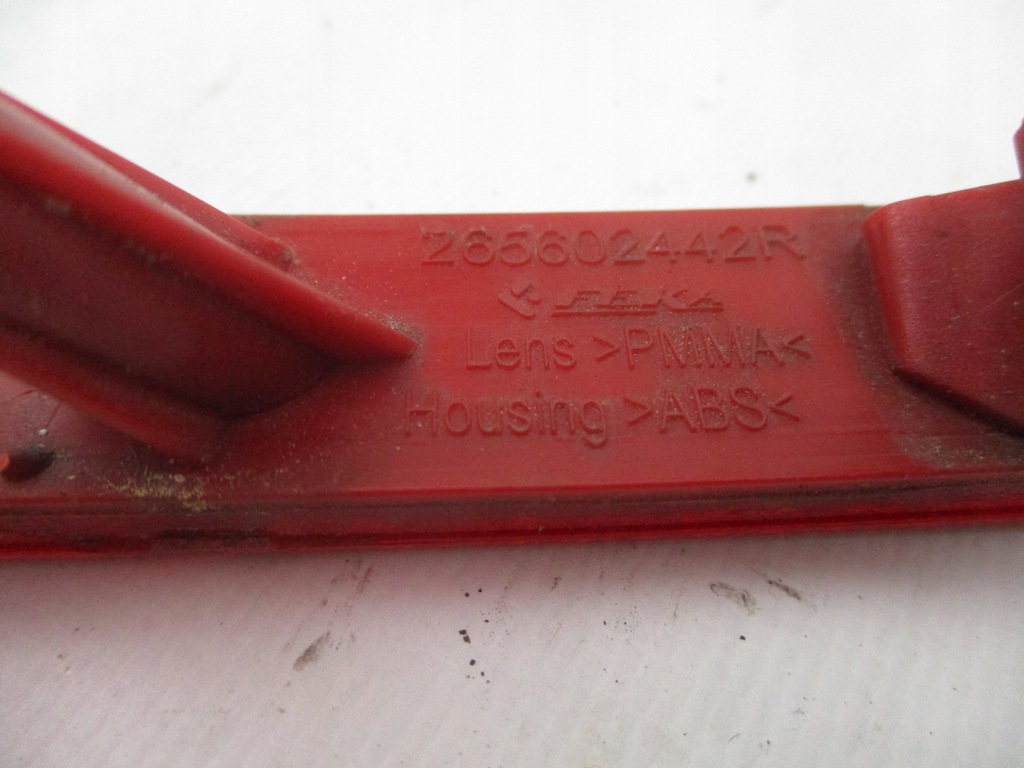 265602442R
FEKA
Lens >PMMA<
Housing >ABS<